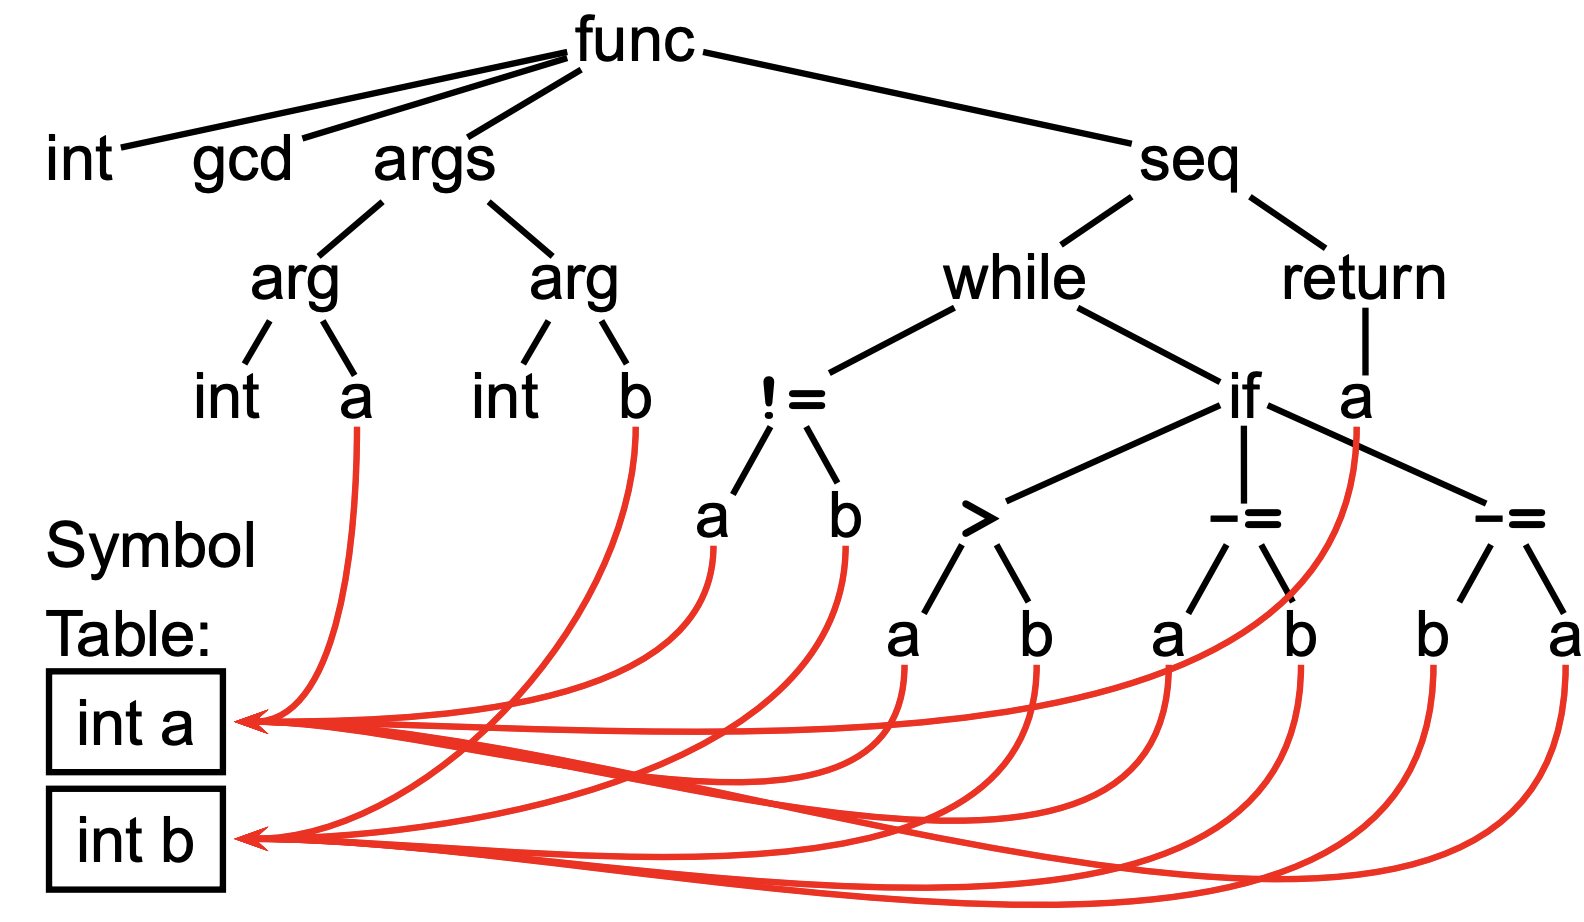 func
int gcd args seq
arg arg while return
int a int b != if a
a b > -= -=
Symbol
a b a b b a
Table:
int a
int b